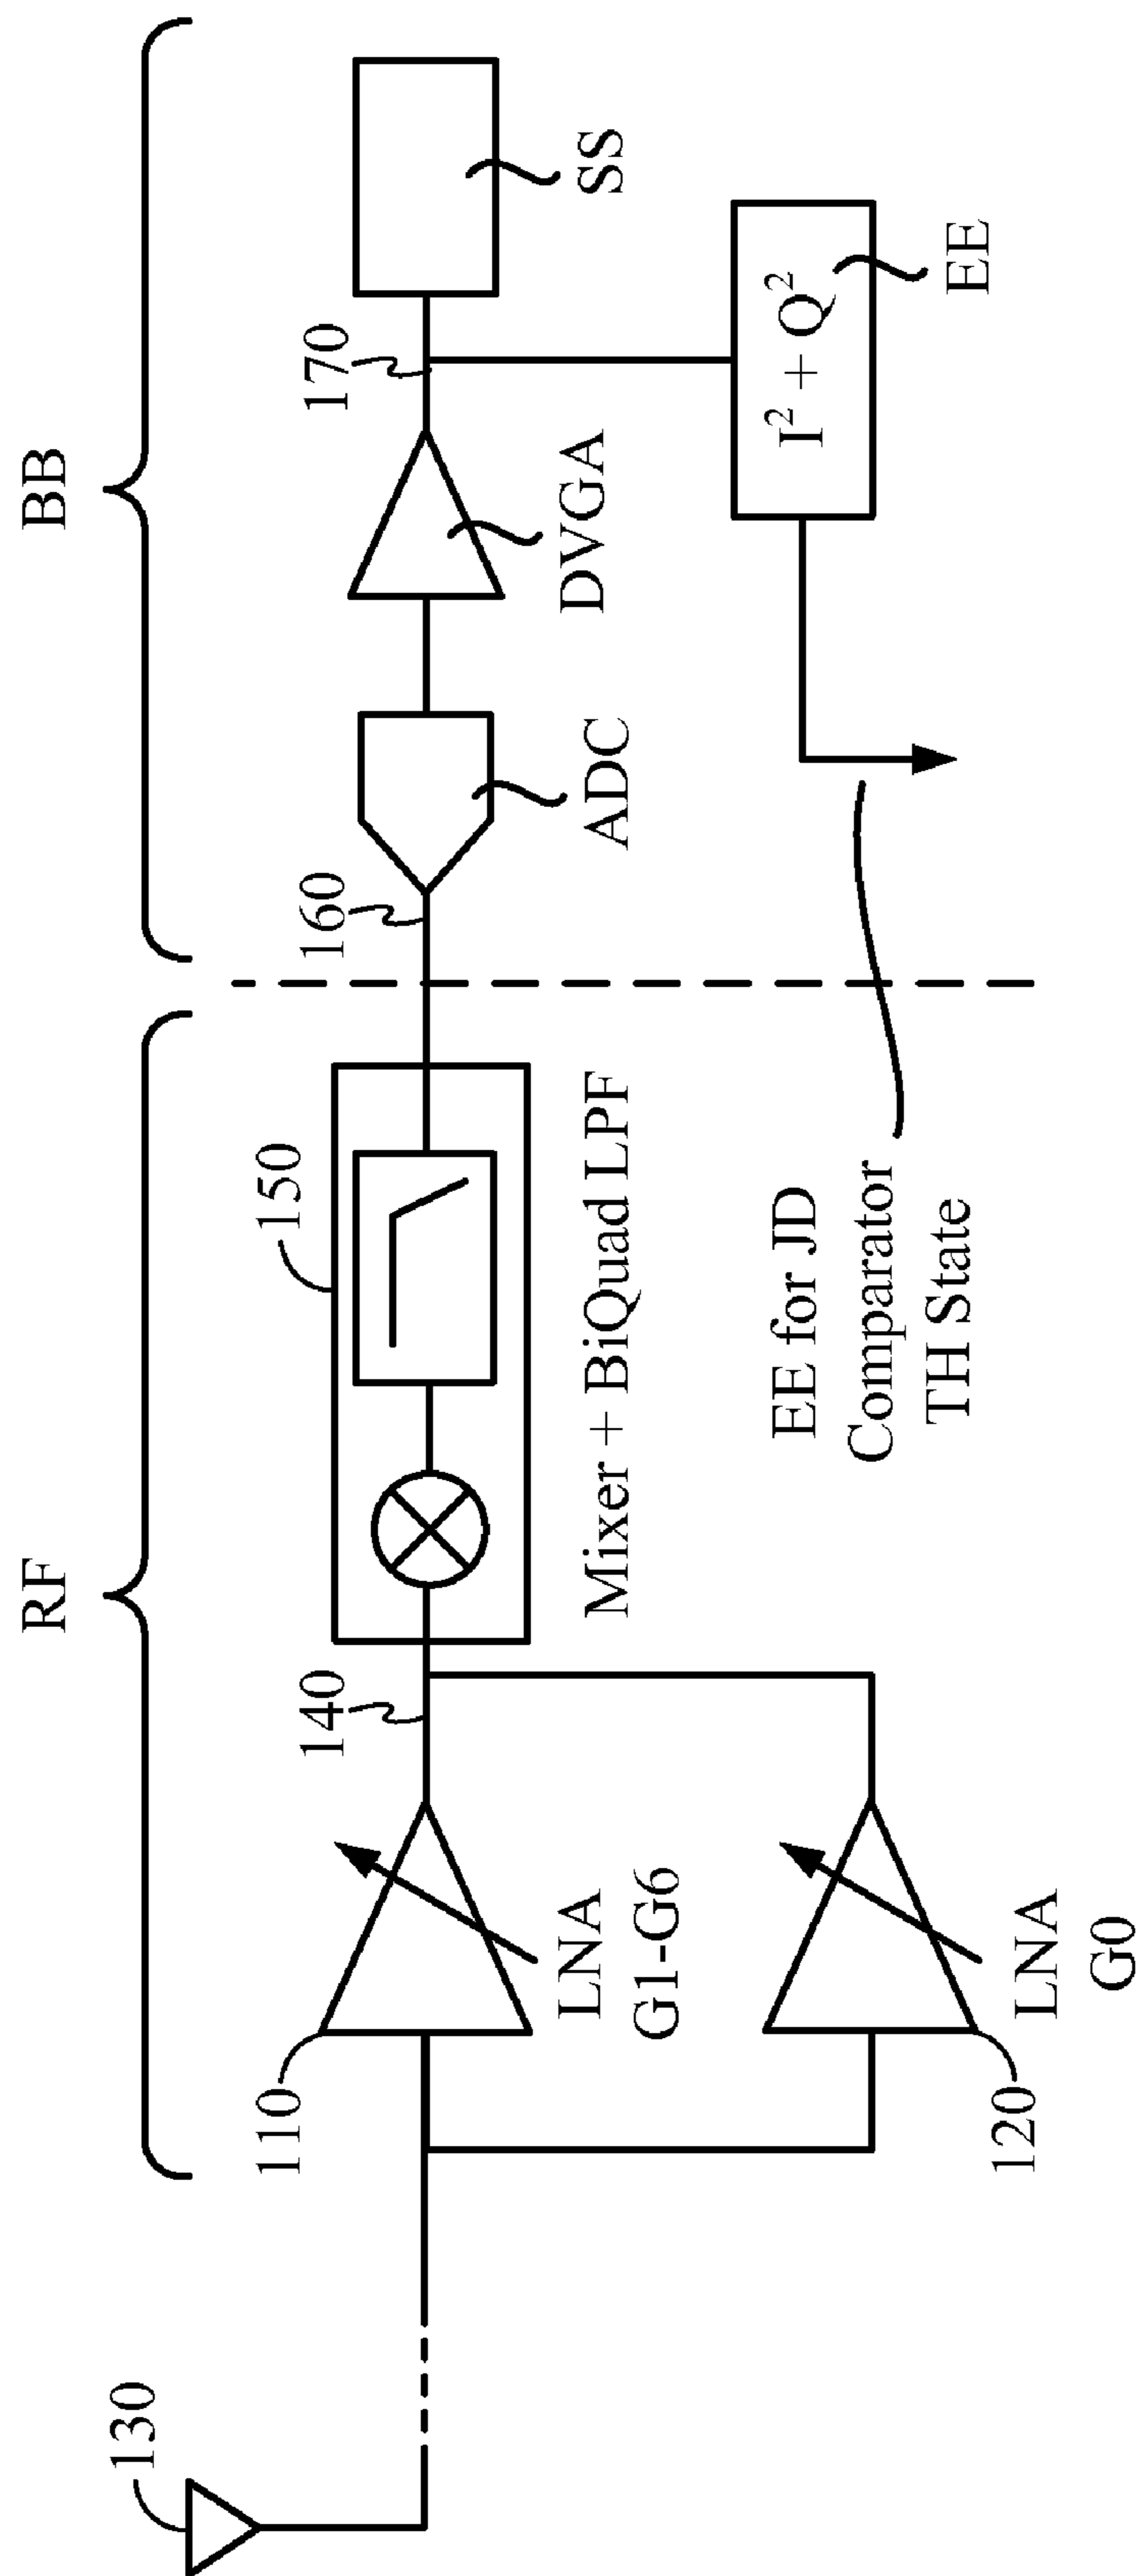 RF
BB
130
110
140
150
160
170
LNA
G1-G6
Mixer + BiQuad LPF
ADC
DVGA
SS
120
LNA
G0
EE for JD
Comparator
TH State
I² + Q²
EE